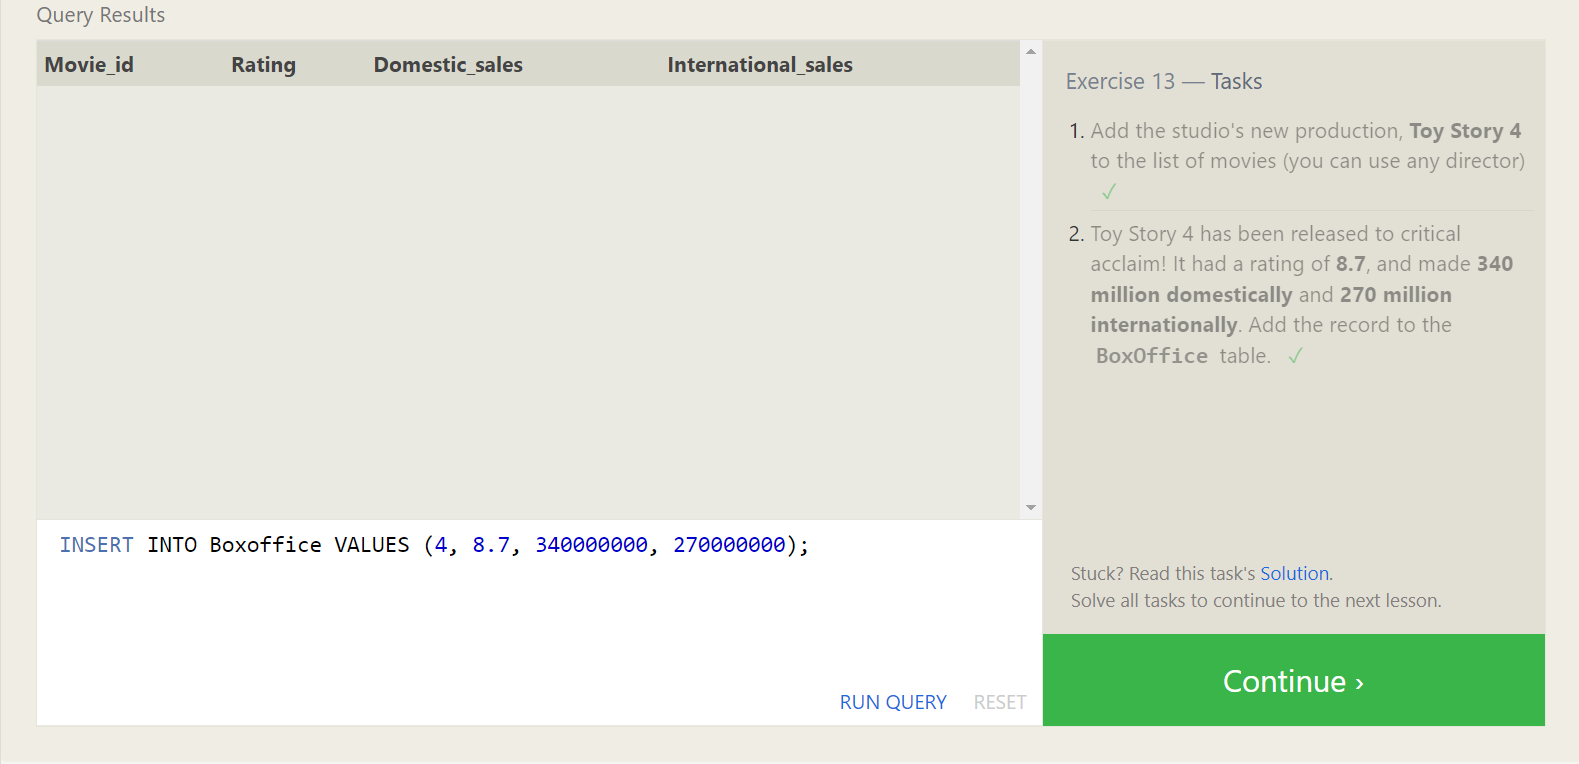 Query Results
Movie_id Rating Domestic_sales International_sales
Exercise 13 — Tasks
1. Add the studio's new production, Toy Story 4
to the list of movies (you can use any director)
✓
2. Toy Story 4 has been released to critical
acclaim! It had a rating of 8.7, and made 340
million domestically and 270 million
internationally. Add the record to the
BoxOffice table. ✓
INSERT INTO Boxoffice VALUES (4, 8.7, 340000000, 270000000);
Stuck? Read this task's Solution.
Solve all tasks to continue to the next lesson.
RUN QUERY RESET
Continue ›